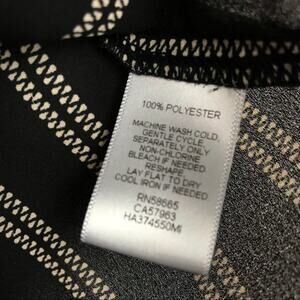 100% POLYESTER
MACHINE WASH COLD,
GENTLE CYCLE,
SEPARATELY ONLY
NON-CHLORINE
BLEACH IF NEEDED
RESHAPE,
LAY FLAT TO DRY
COOL IRON IF NEEDED
RN58665
CA57963
HA374550MI